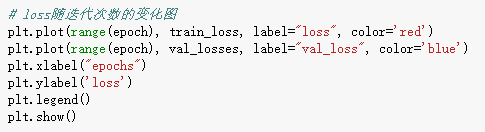 # loss随迭代次数的变化图
plt.plot(range(epoch), train_loss, label="loss", color='red')
plt.plot(range(epoch), val_losses, label="val_loss", color='blue')
plt.xlabel("epochs")
plt.ylabel('loss')
plt.legend()
plt.show()